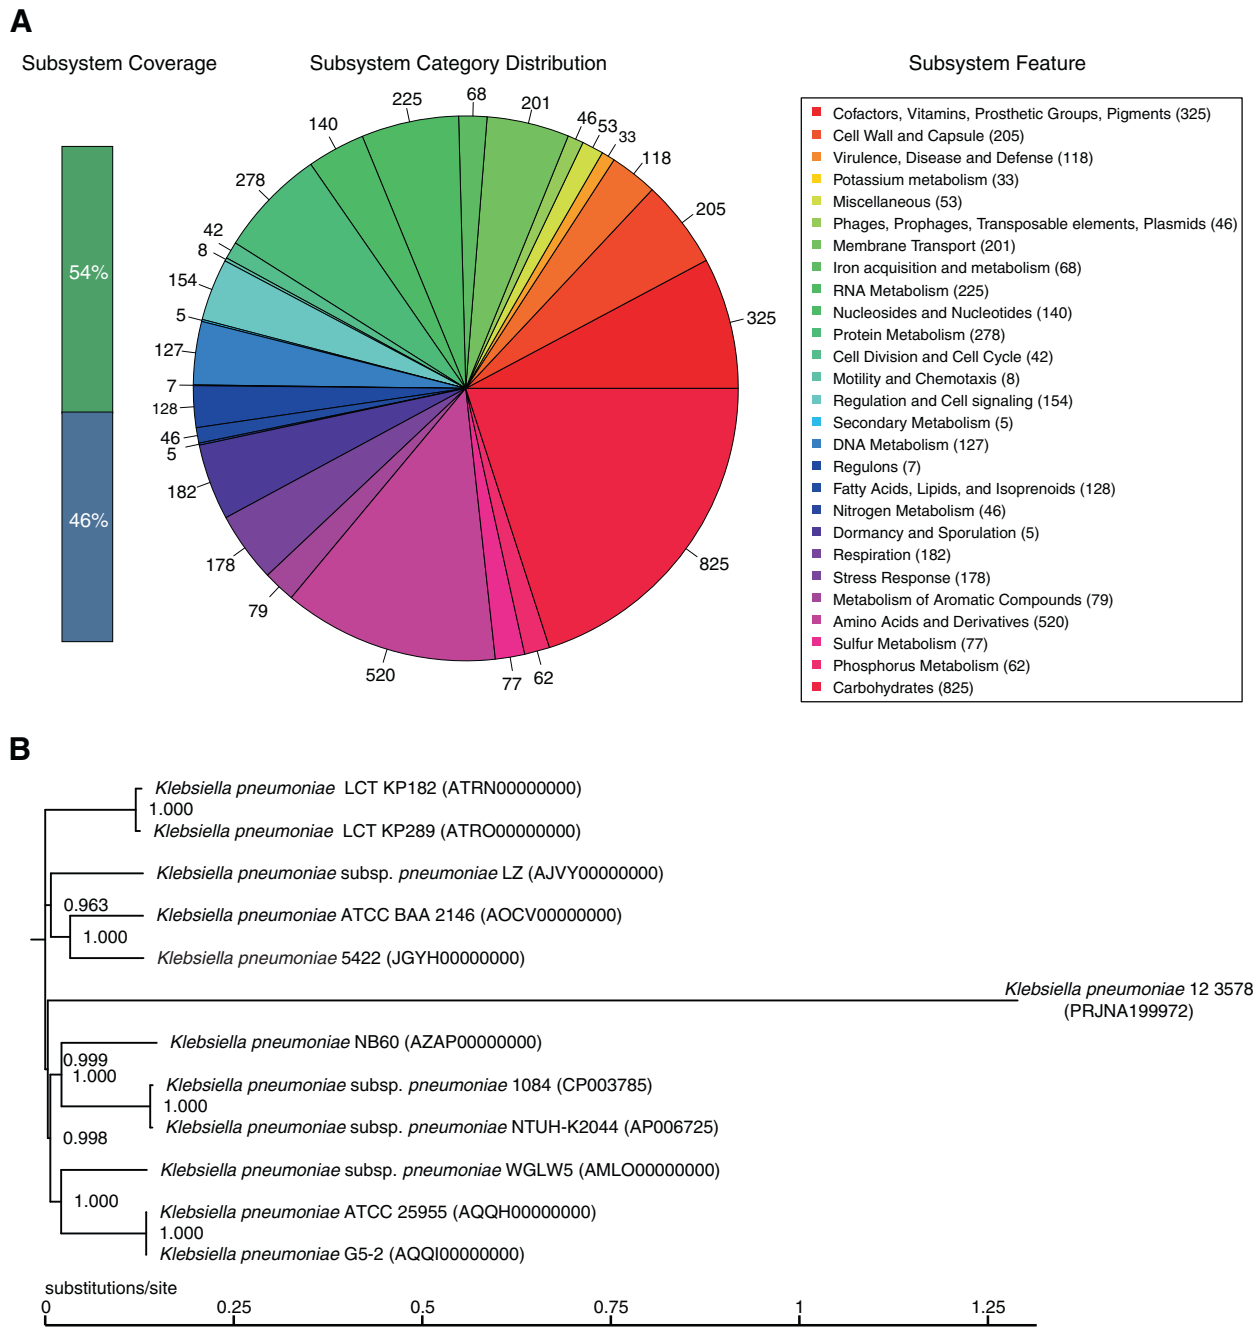 A
Subsystem Coverage
Subsystem Category Distribution
Subsystem Feature
54%
46%
68
201
46
53
33
118
205
325
825
62
77
520
79
178
182
5
46
128
7
127
5
154
8
42
278
140
225
Cofactors, Vitamins, Prosthetic Groups, Pigments (325)
Cell Wall and Capsule (205)
Virulence, Disease and Defense (118)
Potassium metabolism (33)
Miscellaneous (53)
Phages, Prophages, Transposable elements, Plasmids (46)
Membrane Transport (201)
Iron acquisition and metabolism (68)
RNA Metabolism (225)
Nucleosides and Nucleotides (140)
Protein Metabolism (278)
Cell Division and Cell Cycle (42)
Motility and Chemotaxis (8)
Regulation and Cell signaling (154)
Secondary Metabolism (5)
DNA Metabolism (127)
Regulons (7)
Fatty Acids, Lipids, and Isoprenoids (128)
Nitrogen Metabolism (46)
Dormancy and Sporulation (5)
Respiration (182)
Stress Response (178)
Metabolism of Aromatic Compounds (79)
Amino Acids and Derivatives (520)
Sulfur Metabolism (77)
Phosphorus Metabolism (62)
Carbohydrates (825)
B
Klebsiella pneumoniae LCT KP182 (ATRN00000000)
1.000
Klebsiella pneumoniae LCT KP289 (ATRO00000000)
Klebsiella pneumoniae subsp. pneumoniae LZ (AJVY00000000)
0.963
Klebsiella pneumoniae ATCC BAA 2146 (AOCV00000000)
1.000
Klebsiella pneumoniae 5422 (JGYH00000000)
Klebsiella pneumoniae 12 3578
(PRJNA199972)
Klebsiella pneumoniae NB60 (AZAP00000000)
0.999
1.000
Klebsiella pneumoniae subsp. pneumoniae 1084 (CP003785)
1.000
Klebsiella pneumoniae subsp. pneumoniae NTUH-K2044 (AP006725)
0.998
Klebsiella pneumoniae subsp. pneumoniae WGLW5 (AMLO00000000)
1.000
Klebsiella pneumoniae ATCC 25955 (AQQH00000000)
1.000
Klebsiella pneumoniae G5-2 (AQQI00000000)
substitutions/site
0 0.25 0.5 0.75 1 1.25